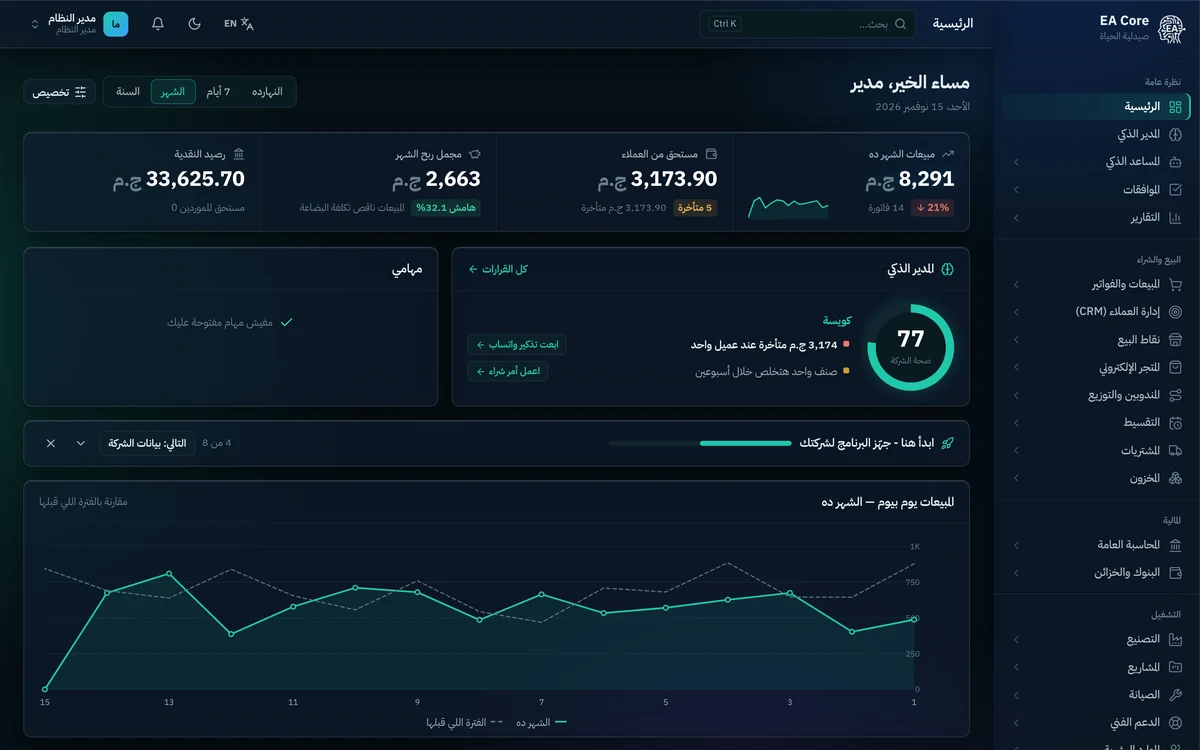 EA Core
صيدلية الحياة
نظرة عامة
الرئيسية
المدير الذكي
المساعد الذكي
الموافقات
التقارير
البيع والشراء
المبيعات والفواتير
إدارة العملاء (CRM)
نقاط البيع
المتجر الإلكتروني
المندوبين والتوزيع
التقسيط
المشتريات
المخزون
المالية
المحاسبة العامة
البنوك والخزائن
التشغيل
التصنيع
المشاريع
الصيانة
الدعم الفني
الرئيسية
بحث...
Ctrl K
EN
ما
مدير النظام
مدير النظام
مساء الخير، مدير
الأحد، 15 نوفمبر 2026
النهارده
7 أيام
الشهر
السنة
تخصيص
مبيعات الشهر ده
8,291 ج.م
21% ↓
14 فاتورة
مستحق من العملاء
3,173.90 ج.م
5 متأخرة
3,173.90 ج.م متأخرة
مجمل ربح الشهر
2,663 ج.م
هامش 32.1%
المبيعات ناقص تكلفة البضاعة
رصيد النقدية
33,625.70 ج.م
مستحق للموردين 0
المدير الذكي
كل القرارات ←
77
صحة الشركة
كويسة
3,174 ج.م متأخرة عند عميل واحد
ابعت تذكير واتساب ←
صنف واحد هتخلص خلال أسبوعين
اعمل أمر شراء ←
مهامي
مفيش مهام مفتوحة عليك
ابدأ هنا - جهّز البرنامج لشركتك
4 من 8
التالي: بيانات الشركة
المبيعات يوم بيوم — الشهر ده
مقارنة بالفترة اللي قبلها
1K
750
500
250
0
1
3
5
7
9
11
13
15
الشهر ده
الفترة اللي قبلها